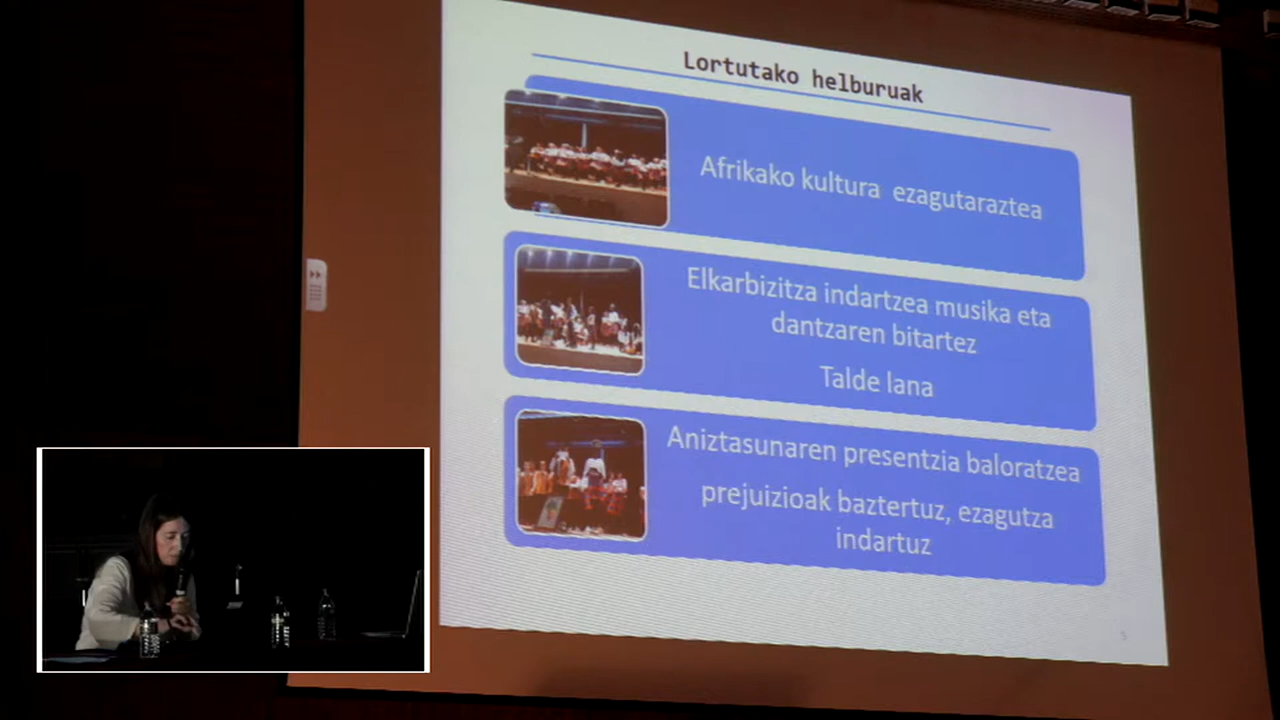 Lortutako helburuak
Afrikako kultura ezagutaraztea
Elkarbizitza indartzea musika eta
dantzaren bitartez
Talde lana
Aniztasunaren presentzia baloratzea
prejuizioak baztertuz, ezagutza
indartuz